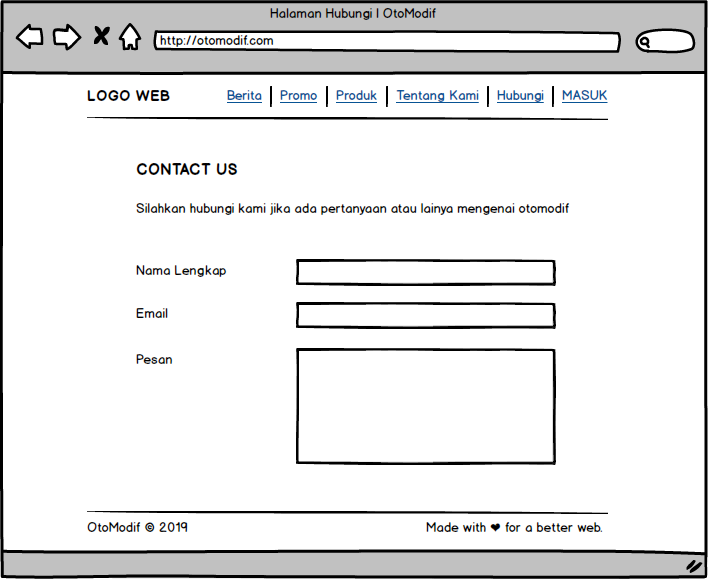 Halaman Hubungi | OtoModif
http://otomodif.com
LOGO WEB Berita Promo Produk Tentang Kami Hubungi MASUK
CONTACT US
Silahkan hubungi kami jika ada pertanyaan atau lainya mengenai otomodif
Nama Lengkap
Email
Pesan
OtoModif © 2019 Made with ❤ for a better web.